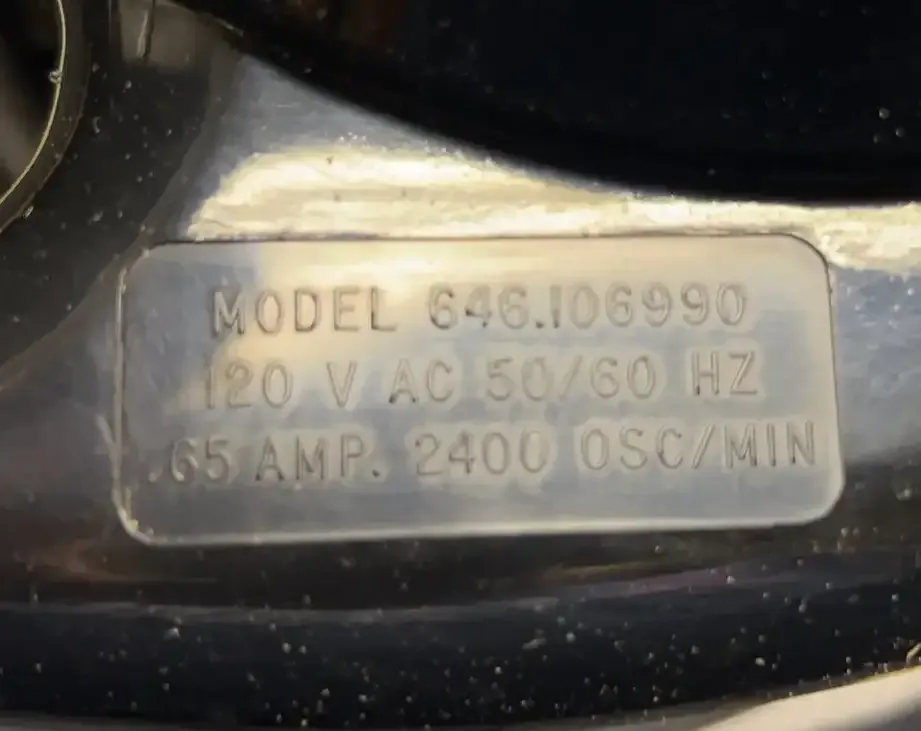 MODEL 646.106990
120 V AC 50/60 HZ
.65 AMP. 2400 OSC/MIN